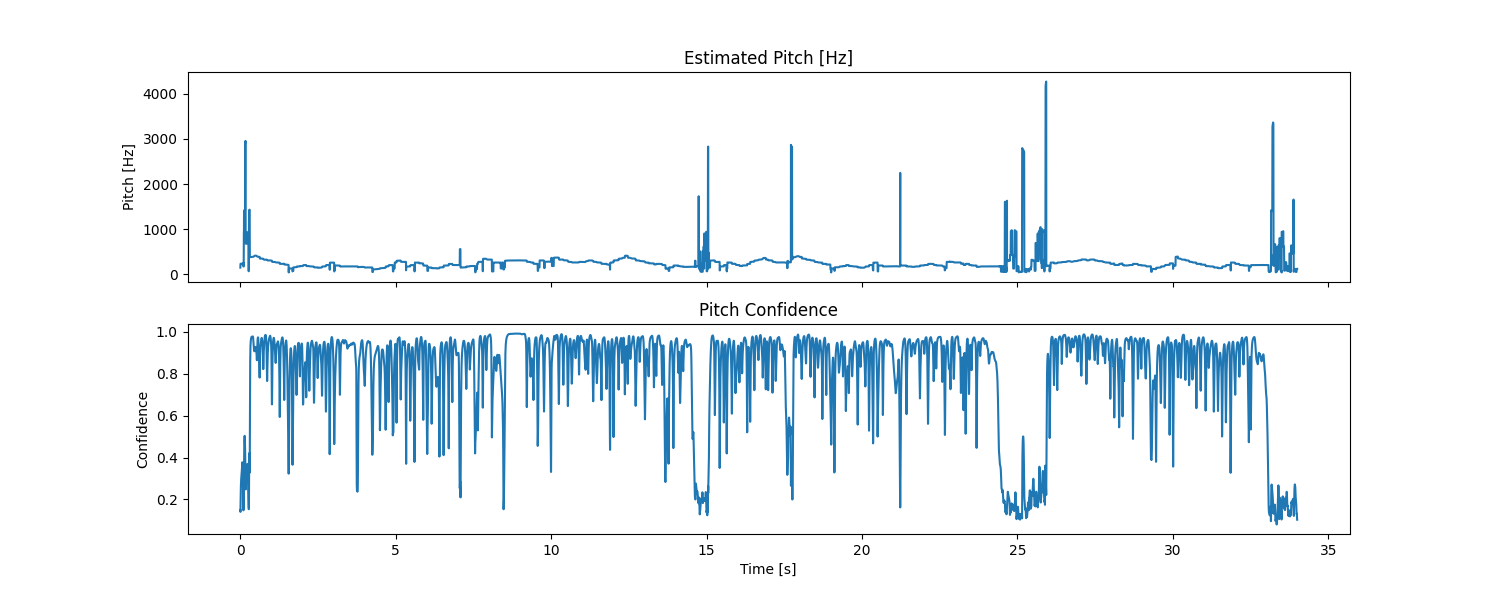 Estimated Pitch [Hz]
4000
3000
2000
1000
0
Pitch [Hz]
Pitch Confidence
1.0
0.8
0.6
0.4
0.2
Confidence
0 5 10 15 20 25 30 35
Time [s]